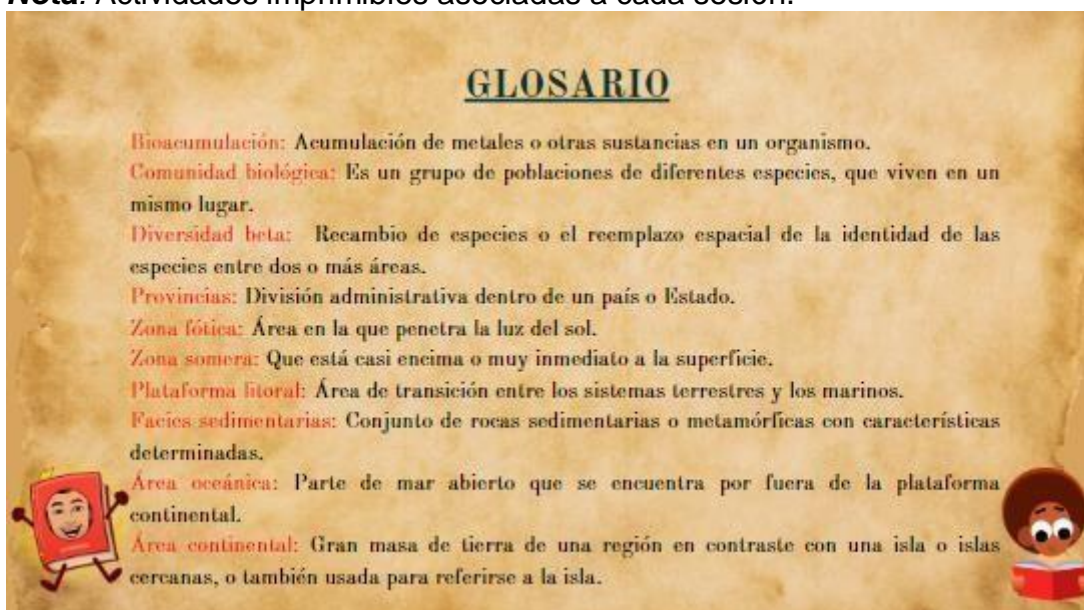 Nota: Actividades imprimibles asociadas a cada sesión.
GLOSARIO
Bioacumulación: Acumulación de metales o otras sustancias en un organismo.
Comunidad biológica: Es un grupo de poblaciones de diferentes especies, que viven en un
mismo lugar.
Diversidad beta: Recambio de especies o el reemplazo espacial de la identidad de las
especies entre dos o más áreas.
Provincias: División administrativa dentro de un país o Estado.
Zona fótica: Área en la que penetra la luz del sol.
Zona somera: Que está casi encima o muy inmediato a la superficie.
Plataforma litoral: Área de transición entre los sistemas terrestres y los marinos.
Facies sedimentarias: Conjunto de rocas sedimentarias o metamórficas con características
determinadas.
Área oceánica: Parte de mar abierto que se encuentra por fuera de la plataforma
continental.
Área continental: Gran masa de tierra de una región en contraste con una isla o islas
cercanas, o también usada para referirse a la isla.